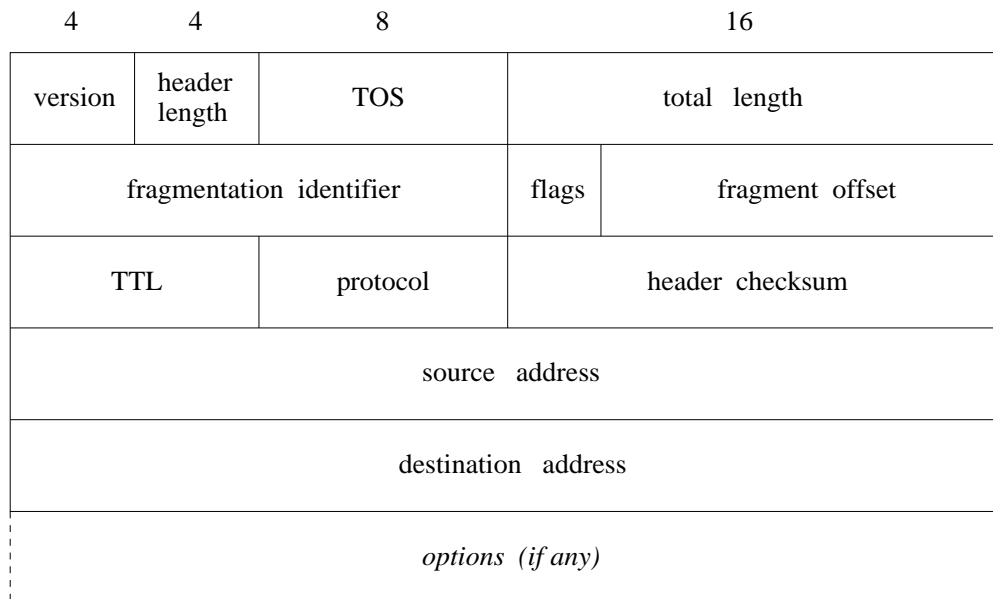 4 4 8 16
version header length TOS total length
fragmentation identifier flags fragment offset
TTL protocol header checksum
source address
destination address
options (if any)